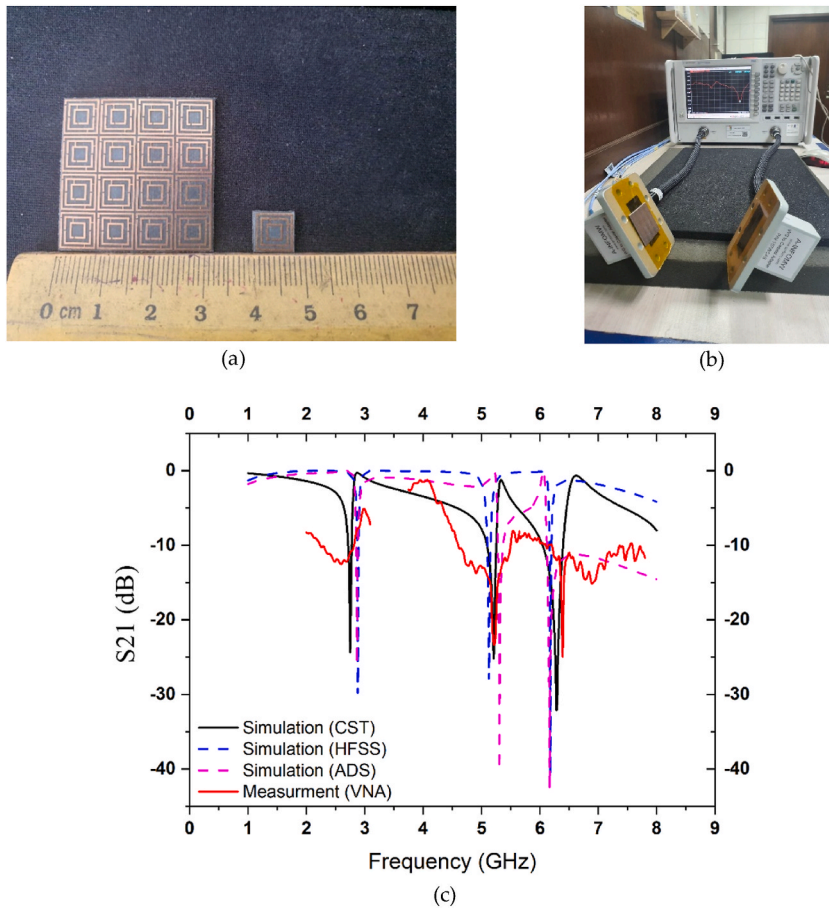 0 cm 1 2 3 4 5 6 7
AINFOINC
AINFOINC
(a)
(b)
0 1 2 3 4 5 6 7 8 9
0 0
-10 -10
-20 -20
-30 -30
-40 -40
S21 (dB)
Simulation (CST)
Simulation (HFSS)
Simulation (ADS)
Measurment (VNA)
0 1 2 3 4 5 6 7 8 9
Frequency (GHz)
(c)